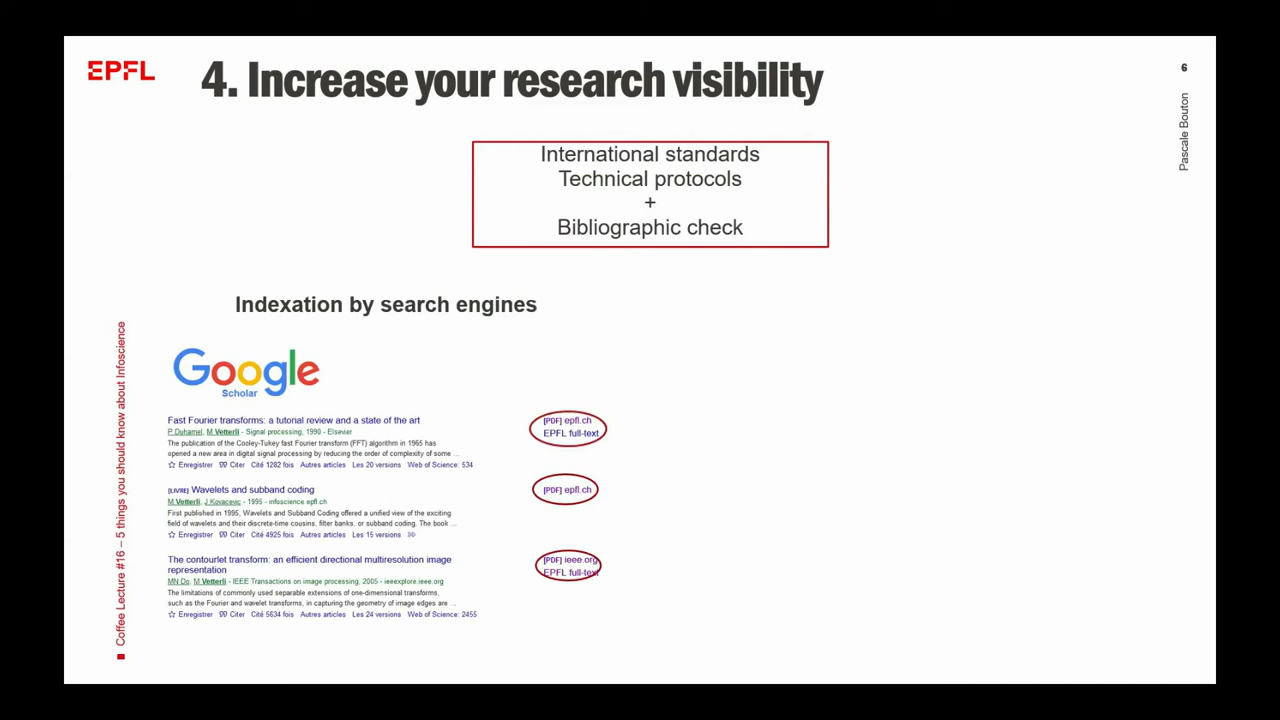 EPFL
4. Increase your research visibility
6
Pascale Bouton
International standards
Technical protocols
+
Bibliographic check
Indexation by search engines
Google
Scholar
Fast Fourier transforms: a tutorial review and a state of the art
[PDF] epfl.ch
P Duhamel, M Vetterli - Signal processing, 1990 - Elsevier
EPFL full-text
The publication of the Cooley-Tukey fast Fourier transform (FFT) algorithm in 1965 has
opened a new area in digital signal processing by reducing the order of complexity of some ...
Enregistrer Citer Cité 1282 fois Autres articles Les 20 versions Web of Science: 534
[LIVRE] Wavelets and subband coding
[PDF] epfl.ch
M Vetterli, J Kovacevic - 1995 - infoscience.epfl.ch
First published in 1995, Wavelets and Subband Coding offered a unified view of the exciting
field of wavelets and their discrete-time cousins, filter banks, or subband coding. The book ...
Enregistrer Citer Cité 4925 fois Autres articles Les 15 versions
The contourlet transform: an efficient directional multiresolution image
representation
[PDF] ieee.org
EPFL full-text
MN Do, M Vetterli - IEEE Transactions on image processing, 2005 - ieeexplore.ieee.org
The limitations of commonly used separable extensions of one-dimensional transforms,
such as the Fourier and wavelet transforms, in capturing the geometry of image edges are ...
Enregistrer Citer Cité 5634 fois Autres articles Les 24 versions Web of Science: 2455
Coffee Lecture #16 – 5 things you should know about Infoscience